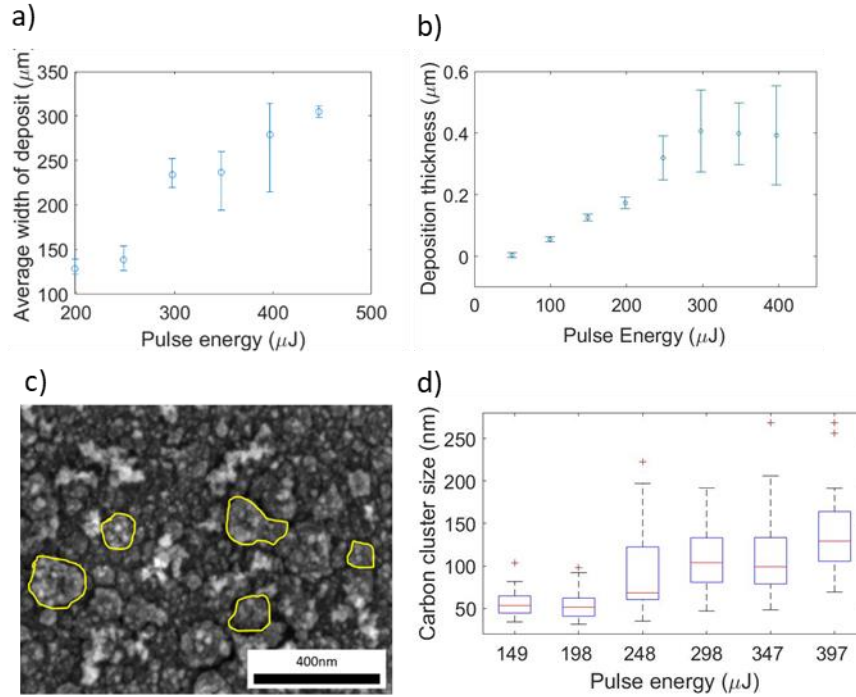 a)
Average width of deposit (μm)
350
300
250
200
150
100
200
300
400
500
Pulse energy (μJ)
b)
Deposition thickness (μm)
0.6
0.4
0.2
0
0
100
200
300
400
Pulse Energy (μJ)
c)
400nm
d)
Carbon cluster size (nm)
250
200
150
100
50
149
198
248
298
347
397
Pulse energy (μJ)